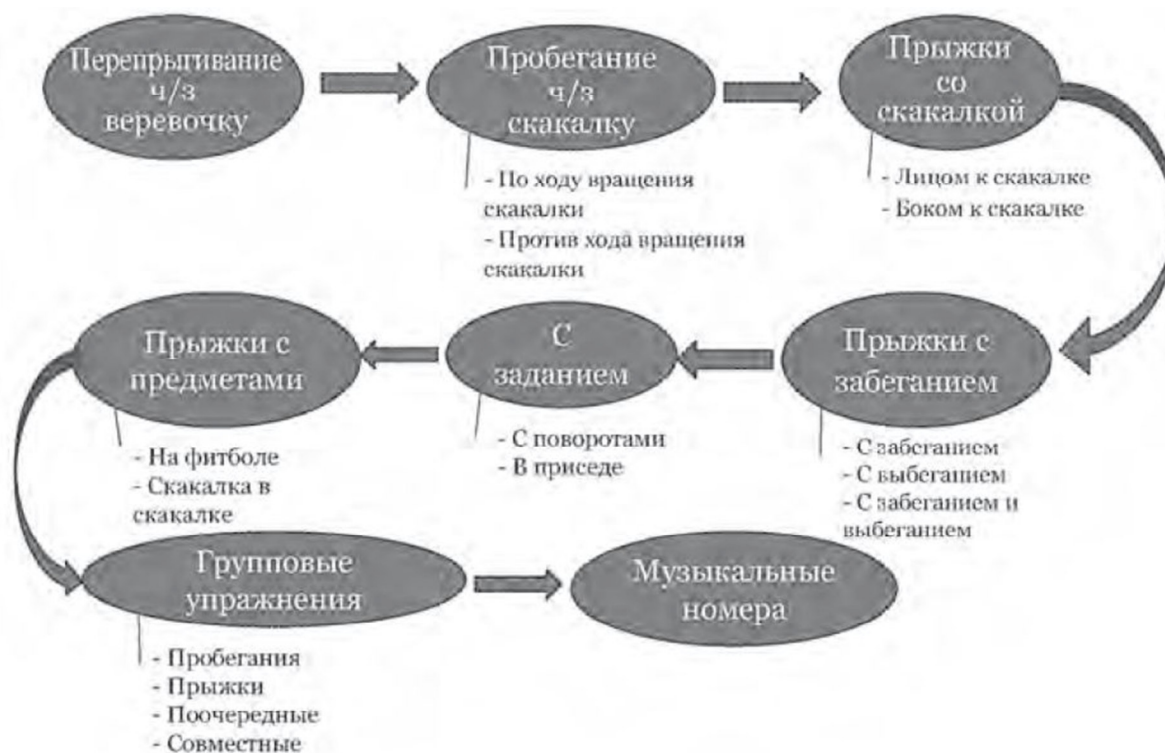 Перепрыгивание
ч/з
веревочку
Пробегание
ч/з
скакалку
- По ходу вращения
скакалки
- Против хода вращения
скакалки
Прыжки
со
скакалкой
- Лицом к скакалке
- Боком к скакалке
Прыжки с
забеганием
- С забеганием
- С выбеганием
- С забеганием и
выбеганием
С
заданием
- С поворотами
- В приседе
Прыжки с
предметами
- На фитболе
- Скакалка в
скакалке
Групповые
упражнения
- Пробегания
- Прыжки
- Поочередные
- Совместные
Музыкальные
номера